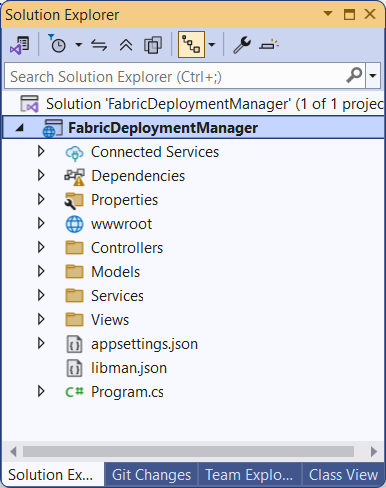 Solution Explorer
Search Solution Explorer (Ctrl+;)
Solution 'FabricDeploymentManager' (1 of 1 projec
FabricDeploymentManager
Connected Services
Dependencies
Properties
wwwroot
Controllers
Models
Services
Views
appsettings.json
libman.json
C# Program.cs
Solution Ex... Git Changes Team Explo... Class View